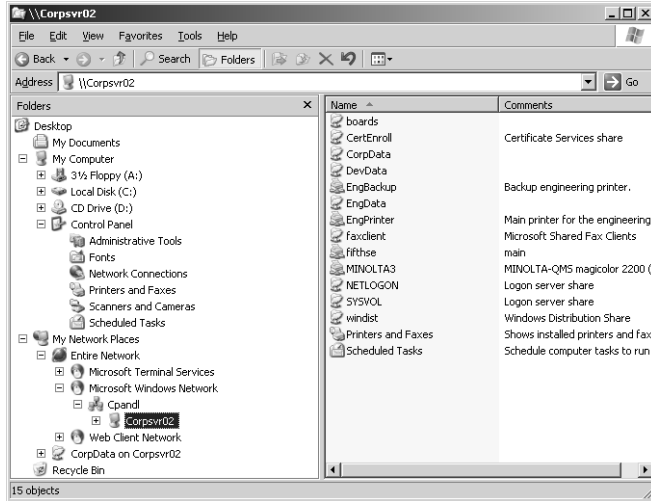 \\Corpsvr02
File Edit View Favorites Tools Help
Back Search Folders
Address \\Corpsvr02 Go
Folders x
Desktop
My Documents
My Computer
3½ Floppy (A:)
Local Disk (C:)
CD Drive (D:)
Control Panel
Administrative Tools
Fonts
Network Connections
Printers and Faxes
Scanners and Cameras
Scheduled Tasks
My Network Places
Entire Network
Microsoft Terminal Services
Microsoft Windows Network
Cpandl
Corpsvr02
Web Client Network
CorpData on Corpsvr02
Recycle Bin
Name Comments
boards
CertEnroll Certificate Services share
CorpData
DevData
EngBackup Backup engineering printer.
EngData
EngPrinter Main printer for the engineering
faxclient Microsoft Shared Fax Clients
fifthse main
MINOLTA3 MINOLTA-QMS magicolor 2200 (
NETLOGON Logon server share
SYSVOL Logon server share
windist Windows Distribution Share
Printers and Faxes Shows installed printers and fax
Scheduled Tasks Schedule computer tasks to run
15 objects